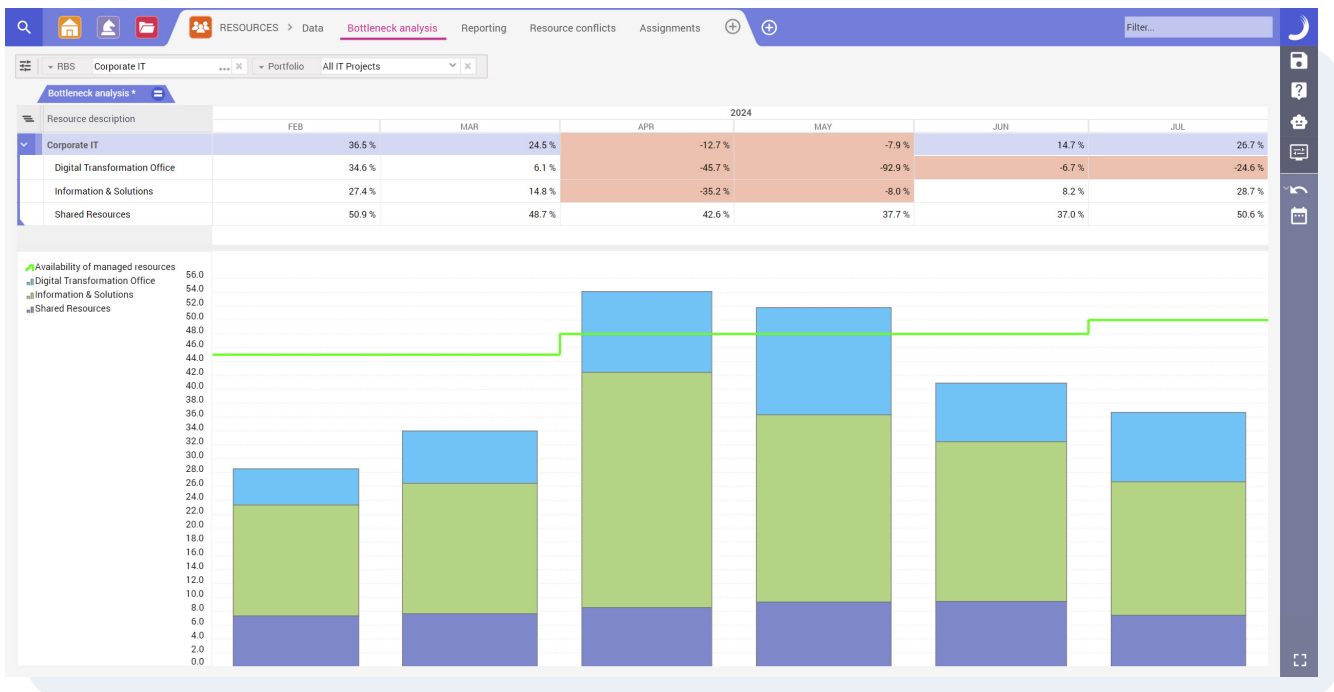 RESOURCES > Data Bottleneck analysis Reporting Resource conflicts Assignments Filter...
RBS Corporate IT ... × Portfolio All IT Projects ×
Bottleneck analysis *
Resource description 2024
FEB MAR APR MAY JUN JUL
Corporate IT 36.5 % 24.5 % -12.7 % -7.9 % 14.7 % 26.7 %
Digital Transformation Office 34.6 % 6.1 % -45.7 % -92.9 % -6.7 % -24.6 %
Information & Solutions 27.4 % 14.8 % -35.2 % -8.0 % 8.2 % 28.7 %
Shared Resources 50.9 % 48.7 % 42.6 % 37.7 % 37.0 % 50.6 %
Availability of managed resources
Digital Transformation Office
Information & Solutions
Shared Resources
56.0
54.0
52.0
50.0
48.0
46.0
44.0
42.0
40.0
38.0
36.0
34.0
32.0
30.0
28.0
26.0
24.0
22.0
20.0
18.0
16.0
14.0
12.0
10.0
8.0
6.0
4.0
2.0
0.0